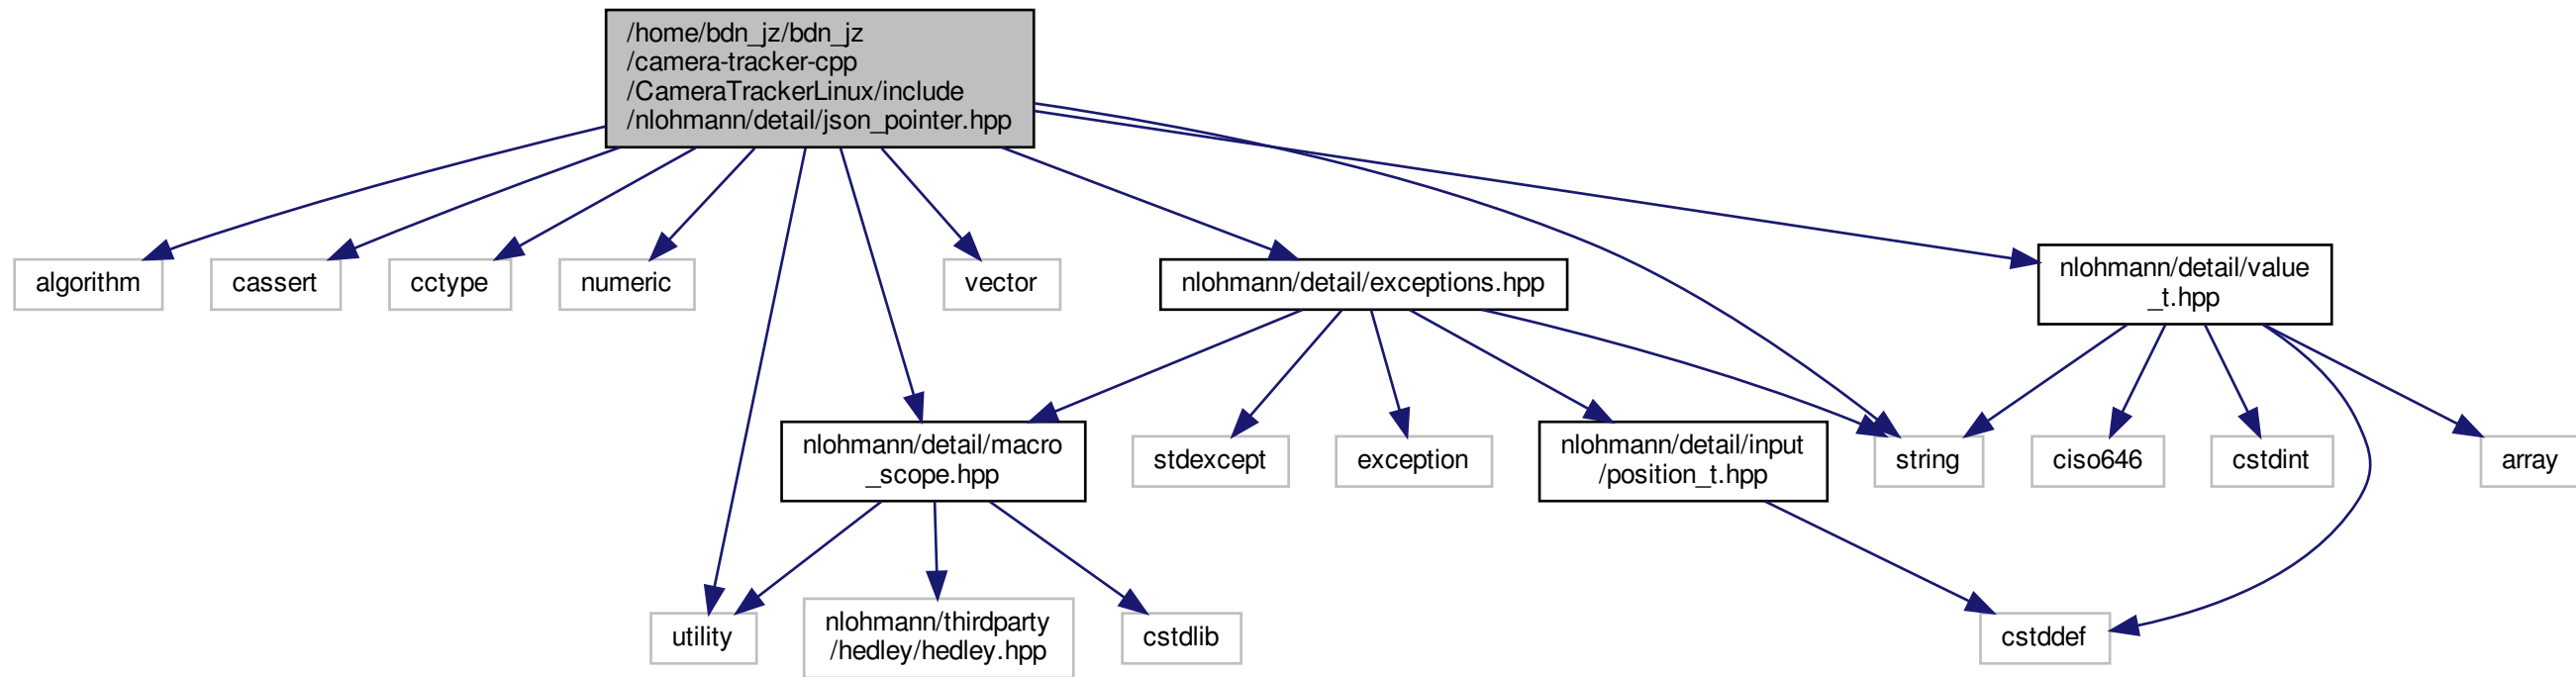 /home/bdn_jz/bdn_jz
/camera-tracker-cpp
/CameraTrackerLinux/include
/nlohmann/detail/json_pointer.hpp
algorithm
cassert
cctype
numeric
vector
nlohmann/detail/exceptions.hpp
nlohmann/detail/value
_t.hpp
nlohmann/detail/macro
_scope.hpp
stdexcept
exception
nlohmann/detail/input
/position_t.hpp
string
ciso646
cstdint
array
utility
nlohmann/thirdparty
/hedley/hedley.hpp
cstdlib
cstddef